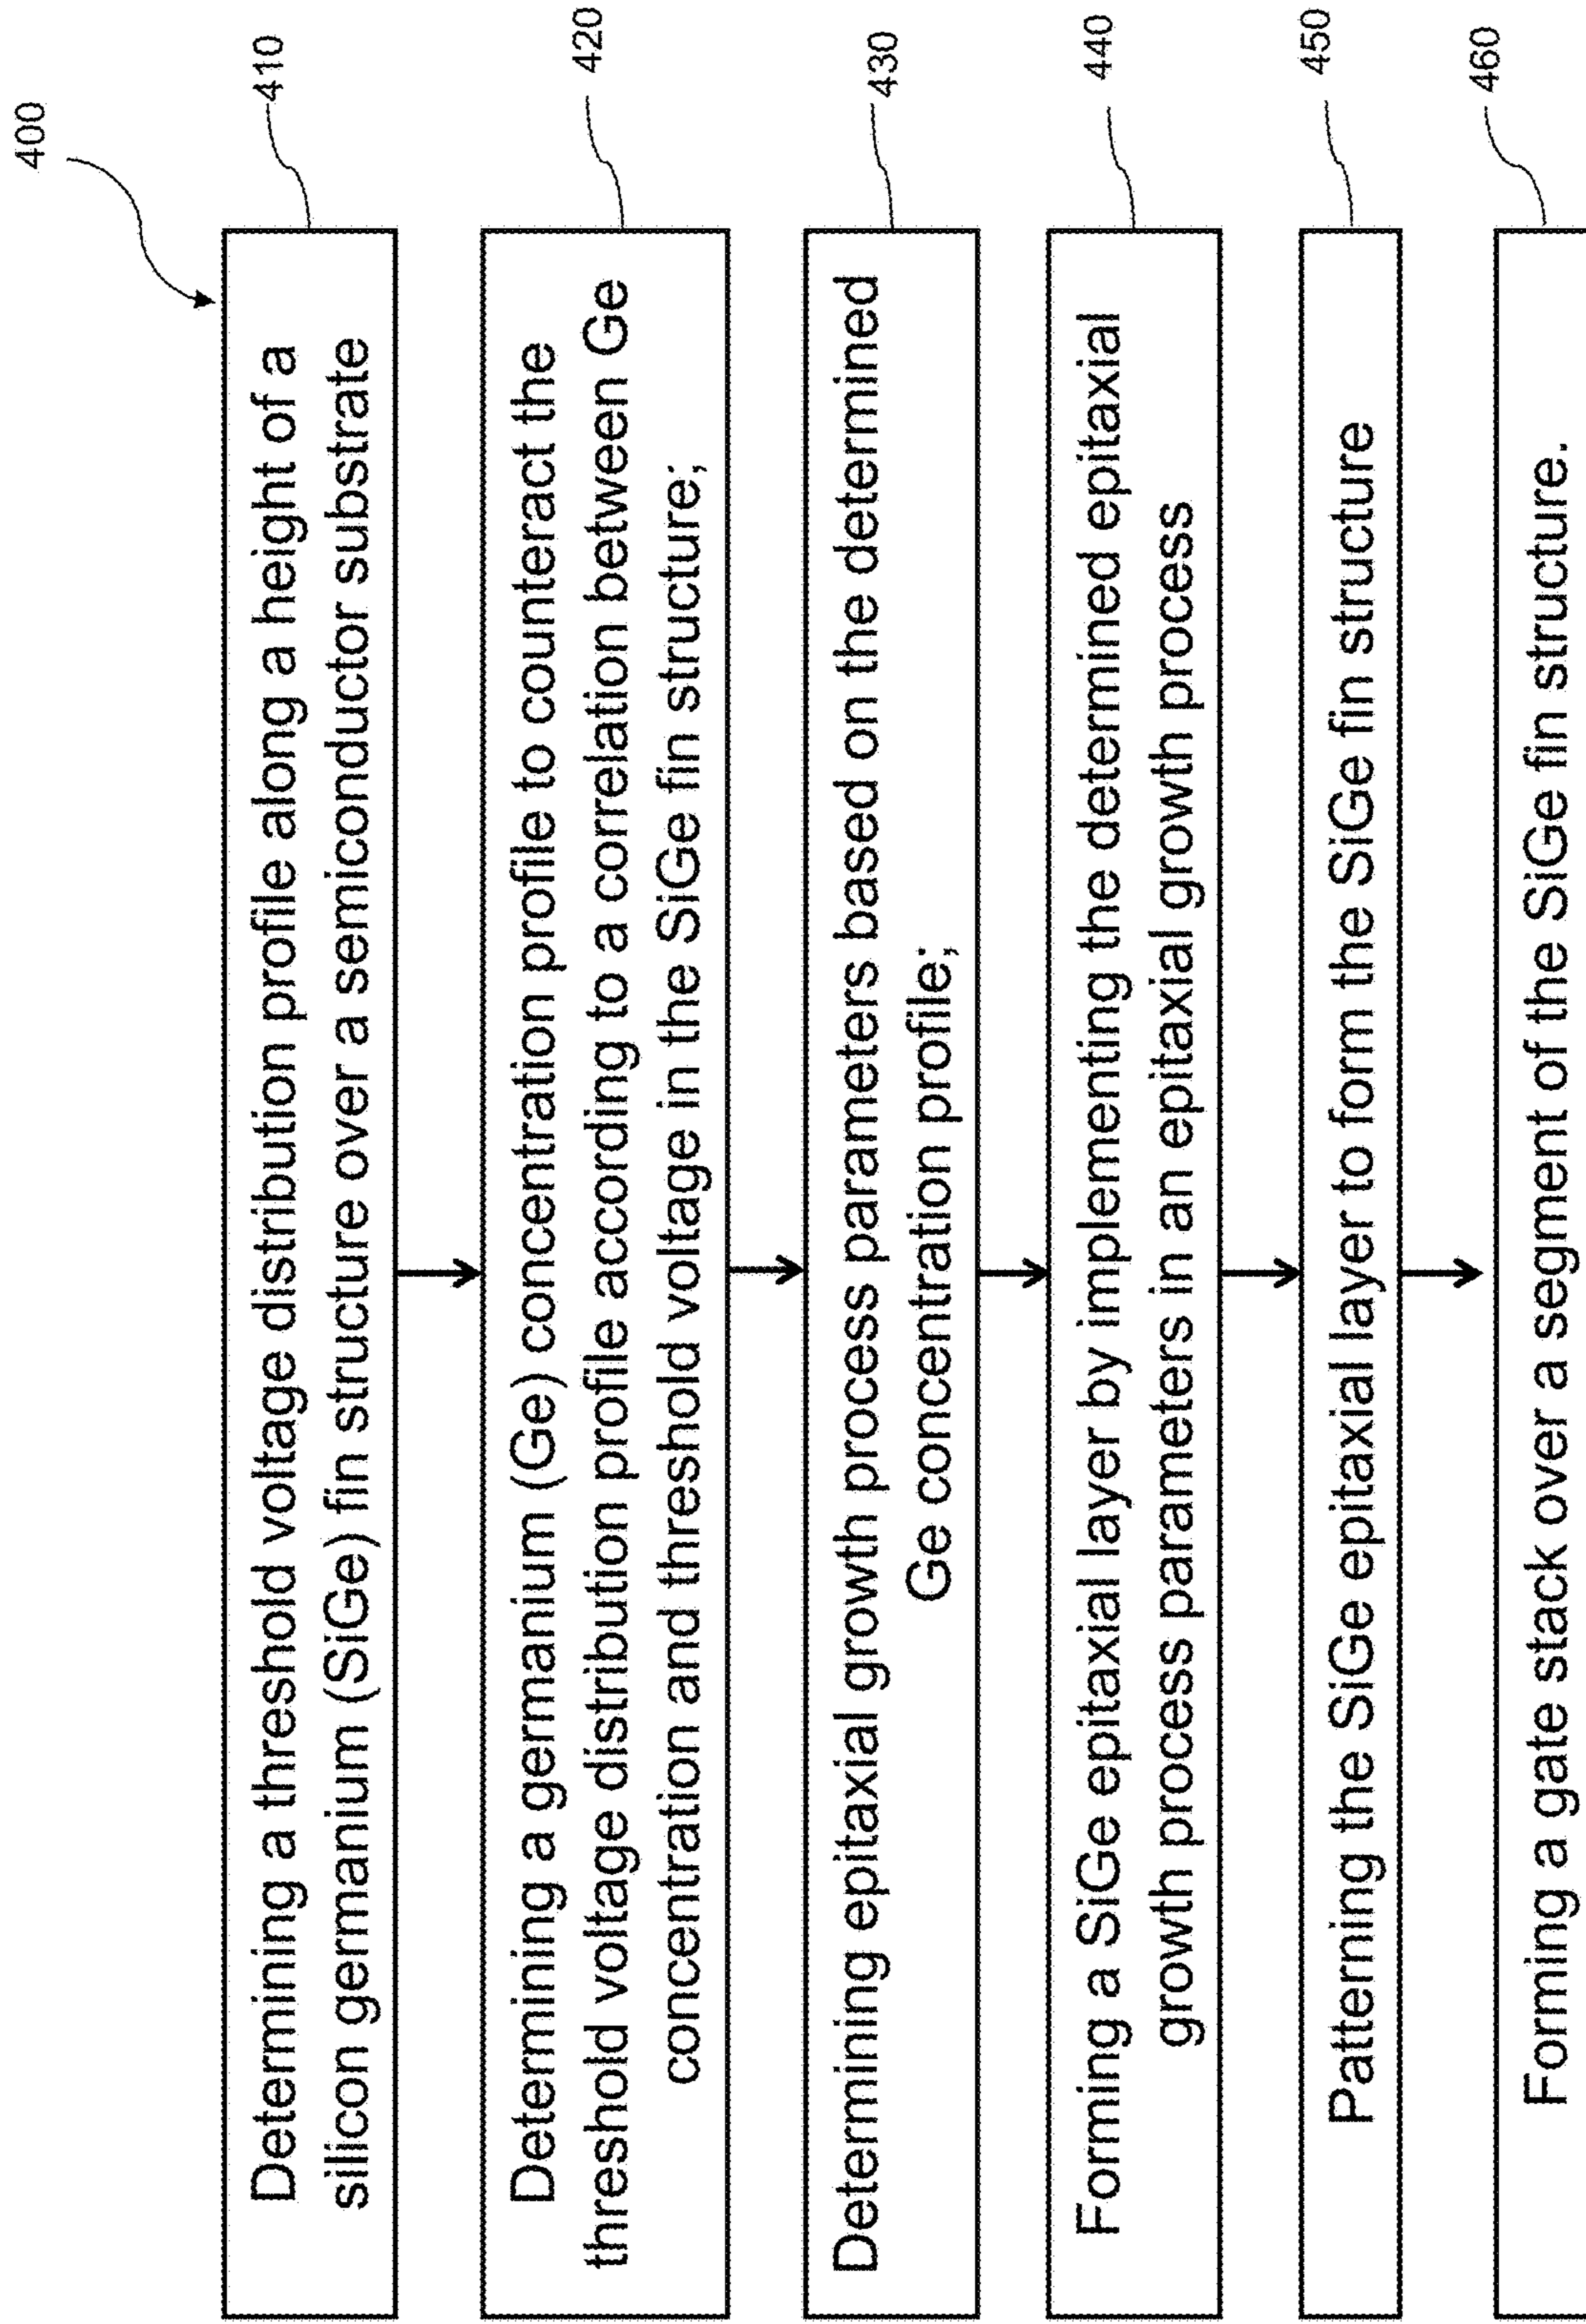 400
Determining a threshold voltage distribution profile along a height of a
silicon germanium (SiGe) fin structure over a semiconductor substrate
410
Determining a germanium (Ge) concentration profile to counteract the
threshold voltage distribution profile according to a correlation between Ge
concentration and threshold voltage in the SiGe fin structure;
420
Determining epitaxial growth process parameters based on the determined
Ge concentration profile;
430
Forming a SiGe epitaxial layer by implementing the determined epitaxial
growth process parameters in an epitaxial growth process
440
Patterning the SiGe epitaxial layer to form the SiGe fin structure
450
Forming a gate stack over a segment of the SiGe fin structure.
460